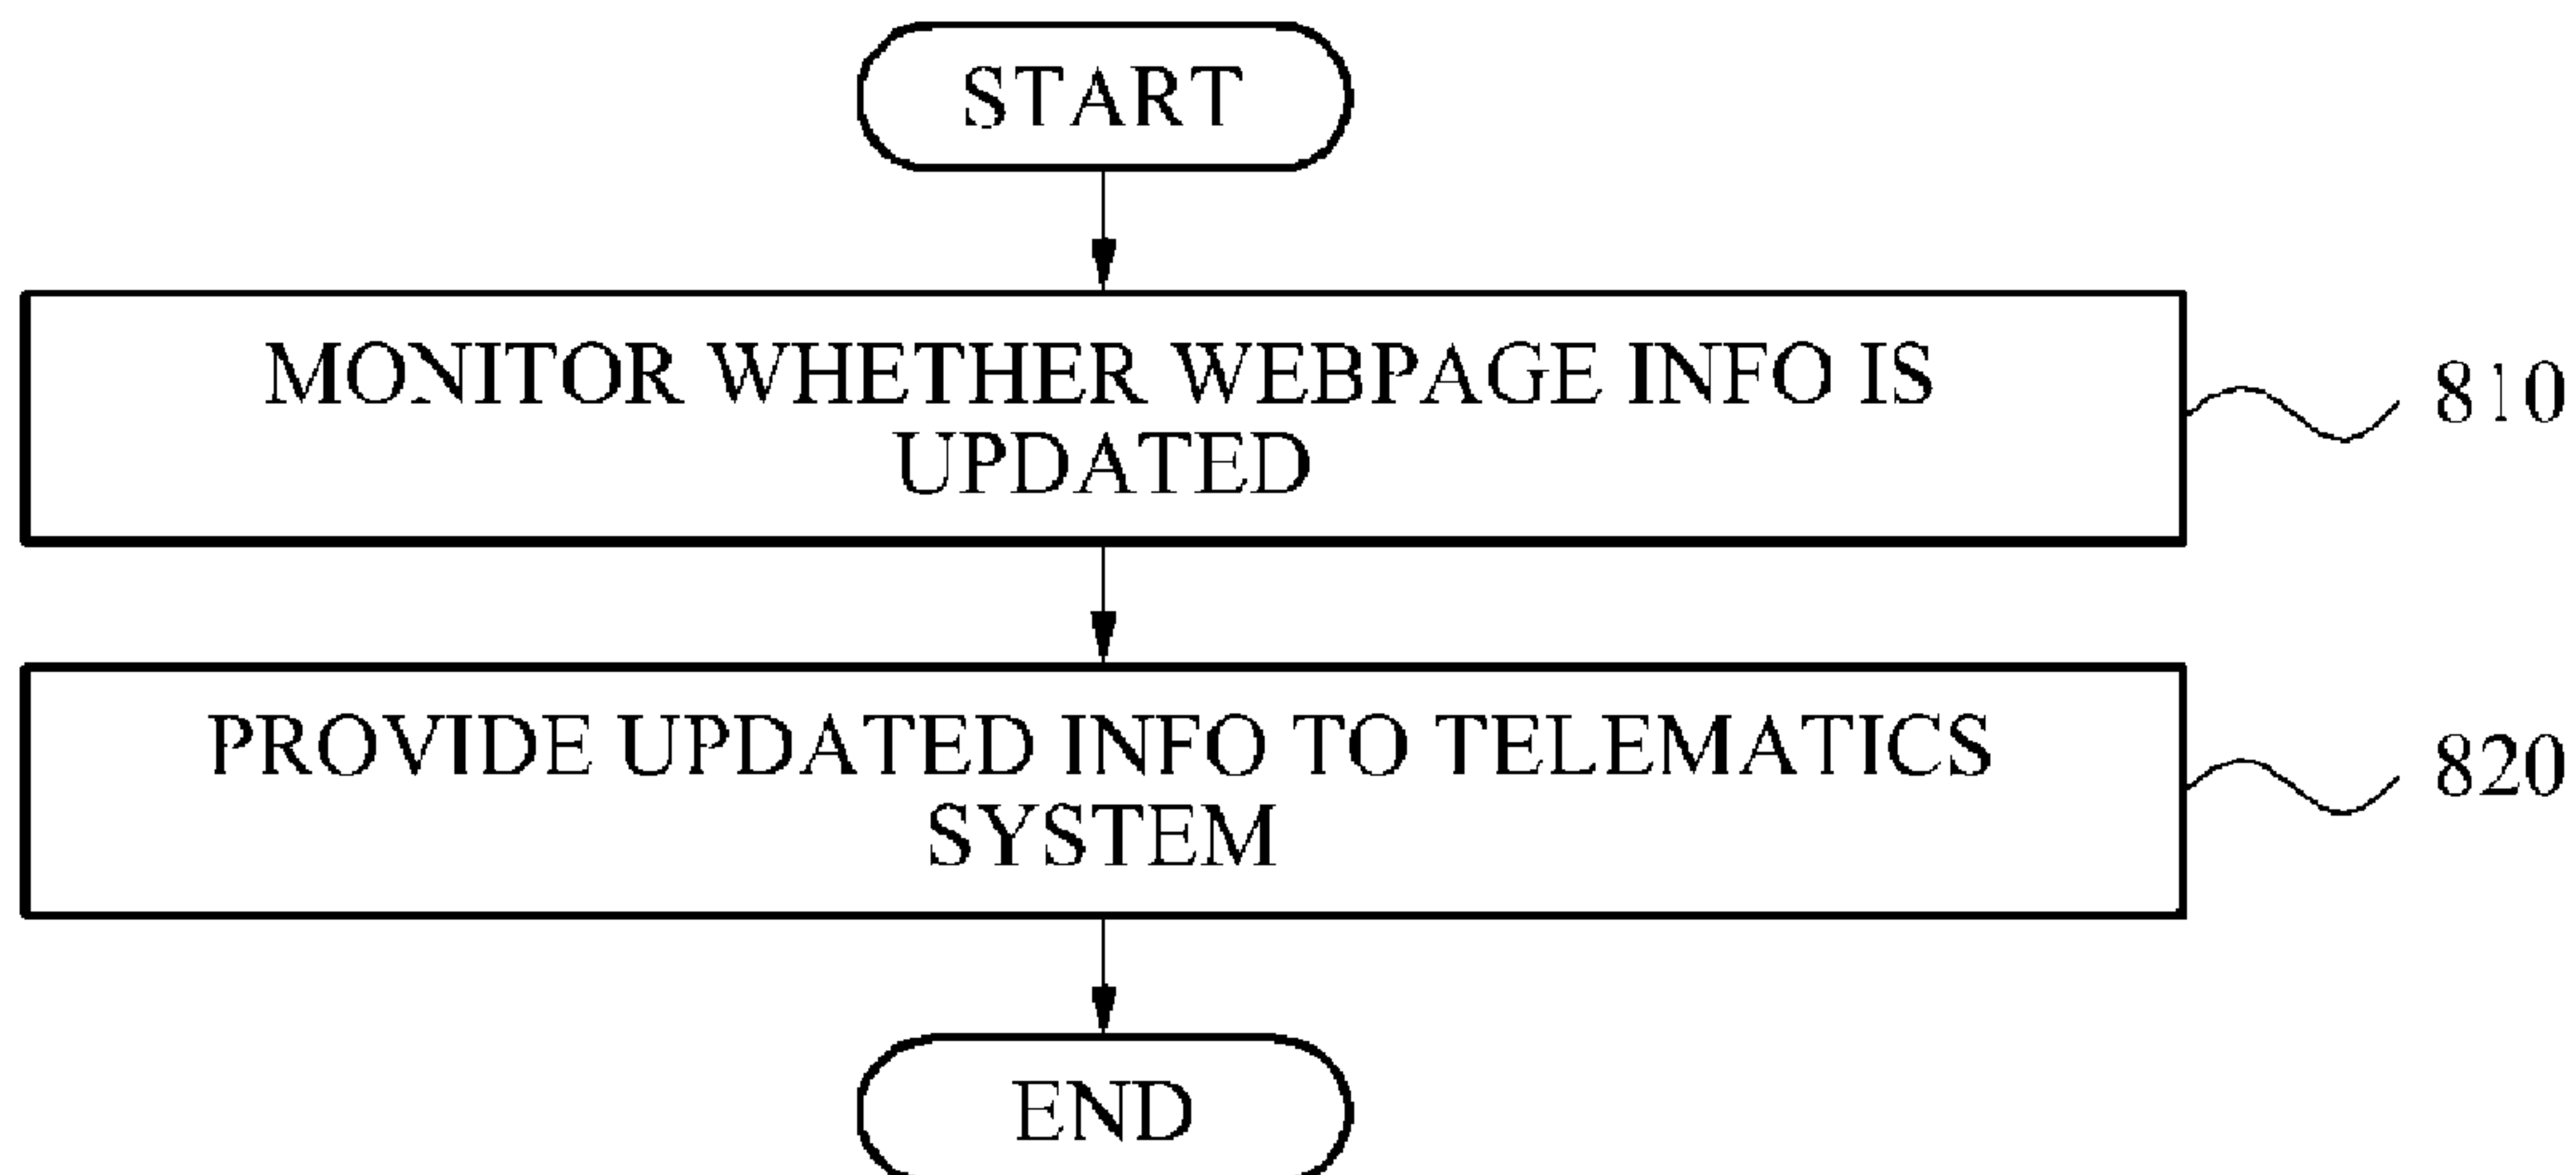 START
MONITOR WHETHER WEBPAGE INFO IS
UPDATED
810
PROVIDE UPDATED INFO TO TELEMATICS
SYSTEM
820
END